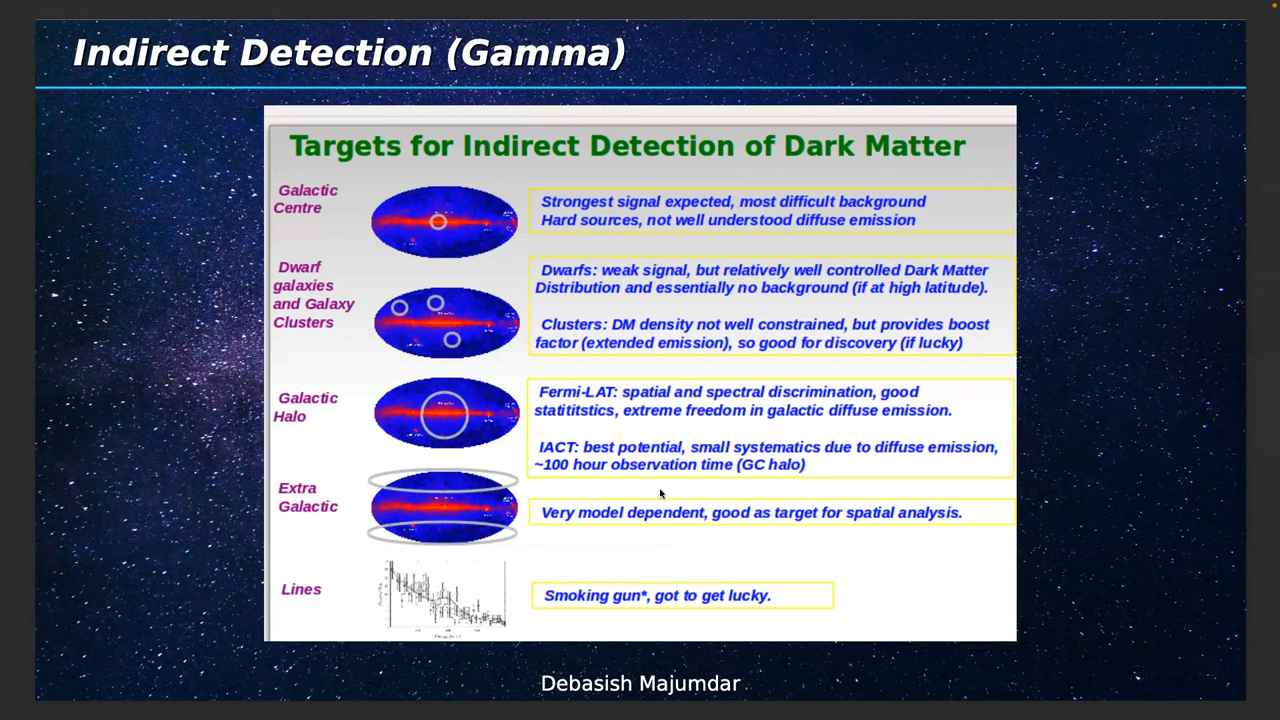 Indirect Detection (Gamma)
Targets for Indirect Detection of Dark Matter
Galactic
Centre
Strongest signal expected, most difficult background
Hard sources, not well understood diffuse emission
Dwarf
galaxies
and Galaxy
Clusters
Dwarfs: weak signal, but relatively well controlled Dark Matter
Distribution and essentially no background (if at high latitude).
Clusters: DM density not well constrained, but provides boost
factor (extended emission), so good for discovery (if lucky)
Galactic
Halo
Fermi-LAT: spatial and spectral discrimination, good
statititstics, extreme freedom in galactic diffuse emission.
IACT: best potential, small systematics due to diffuse emission,
~100 hour observation time (GC halo)
Extra
Galactic
Very model dependent, good as target for spatial analysis.
Lines
Smoking gun*, got to get lucky.
Debasish Majumdar